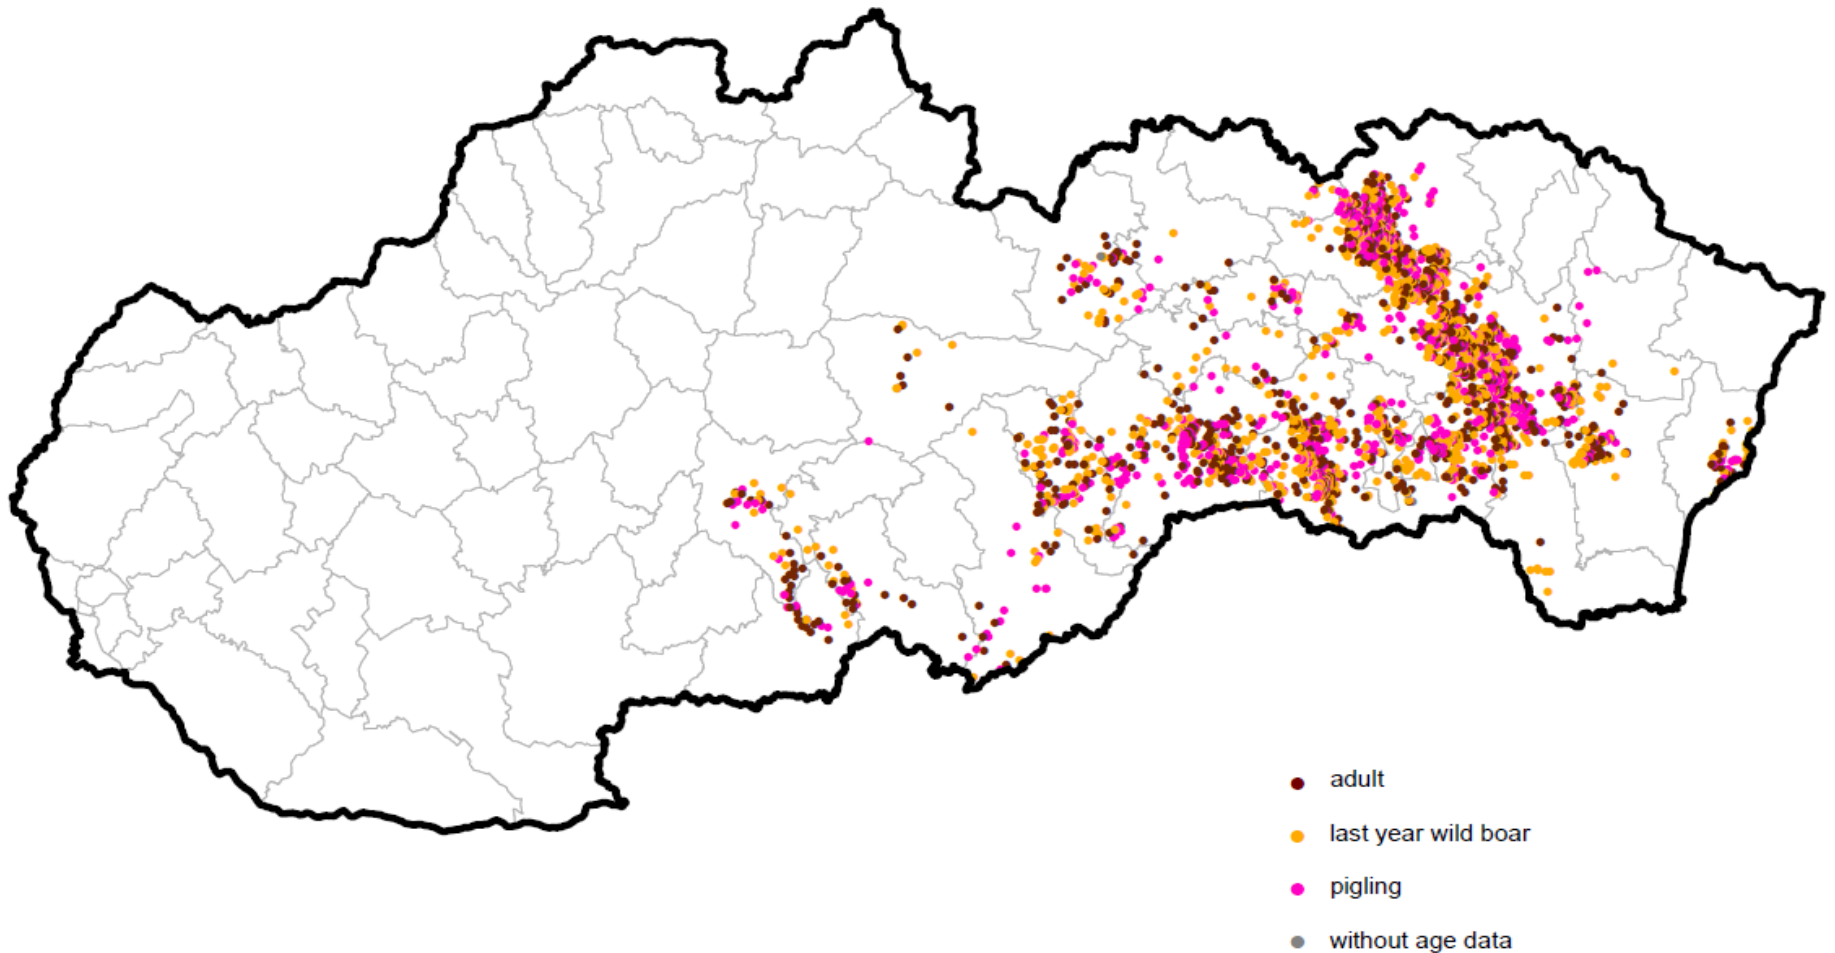 adult
last year wild boar
pigling
without age data